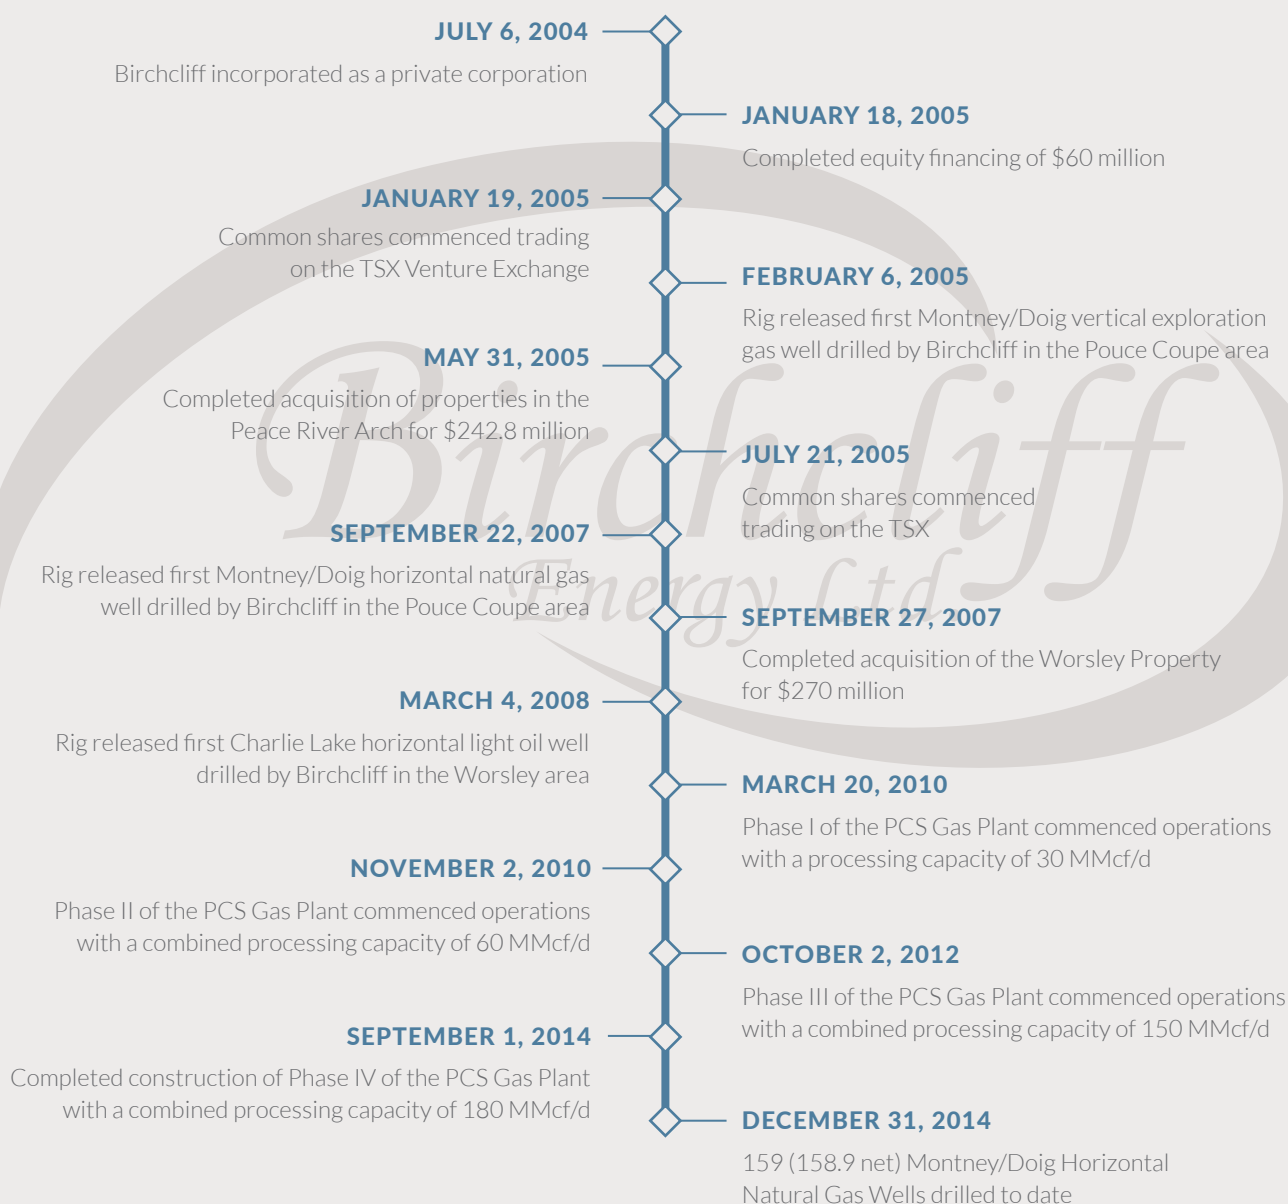 JULY 6, 2004
Birchcliff incorporated as a private corporation
JANUARY 18, 2005
Completed equity financing of $60 million
JANUARY 19, 2005
Common shares commenced trading
on the TSX Venture Exchange
FEBRUARY 6, 2005
Rig released first Montney/Doig vertical exploration
gas well drilled by Birchcliff in the Pouce Coupe area
MAY 31, 2005
Completed acquisition of properties in the
Peace River Arch for $242.8 million
JULY 21, 2005
Common shares commenced
trading on the TSX
SEPTEMBER 22, 2007
Rig released first Montney/Doig horizontal natural gas
well drilled by Birchcliff in the Pouce Coupe area
SEPTEMBER 27, 2007
Completed acquisition of the Worsley Property
for $270 million
MARCH 4, 2008
Rig released first Charlie Lake horizontal light oil well
drilled by Birchcliff in the Worsley area
MARCH 20, 2010
Phase I of the PCS Gas Plant commenced operations
with a processing capacity of 30 MMcf/d
NOVEMBER 2, 2010
Phase II of the PCS Gas Plant commenced operations
with a combined processing capacity of 60 MMcf/d
OCTOBER 2, 2012
Phase III of the PCS Gas Plant commenced operations
with a combined processing capacity of 150 MMcf/d
SEPTEMBER 1, 2014
Completed construction of Phase IV of the PCS Gas Plant
with a combined processing capacity of 180 MMcf/d
DECEMBER 31, 2014
159 (158.9 net) Montney/Doig Horizontal
Natural Gas Wells drilled to date
Birchcliff
Energy Ltd.